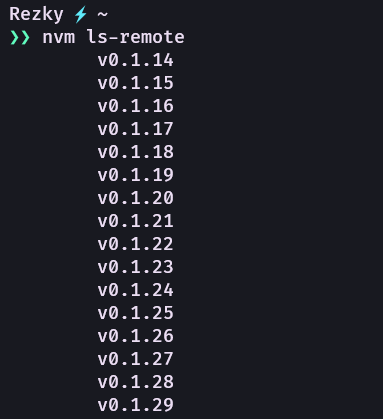 Rezky ⚡ ~
❯❯ nvm ls-remote
v0.1.14
v0.1.15
v0.1.16
v0.1.17
v0.1.18
v0.1.19
v0.1.20
v0.1.21
v0.1.22
v0.1.23
v0.1.24
v0.1.25
v0.1.26
v0.1.27
v0.1.28
v0.1.29